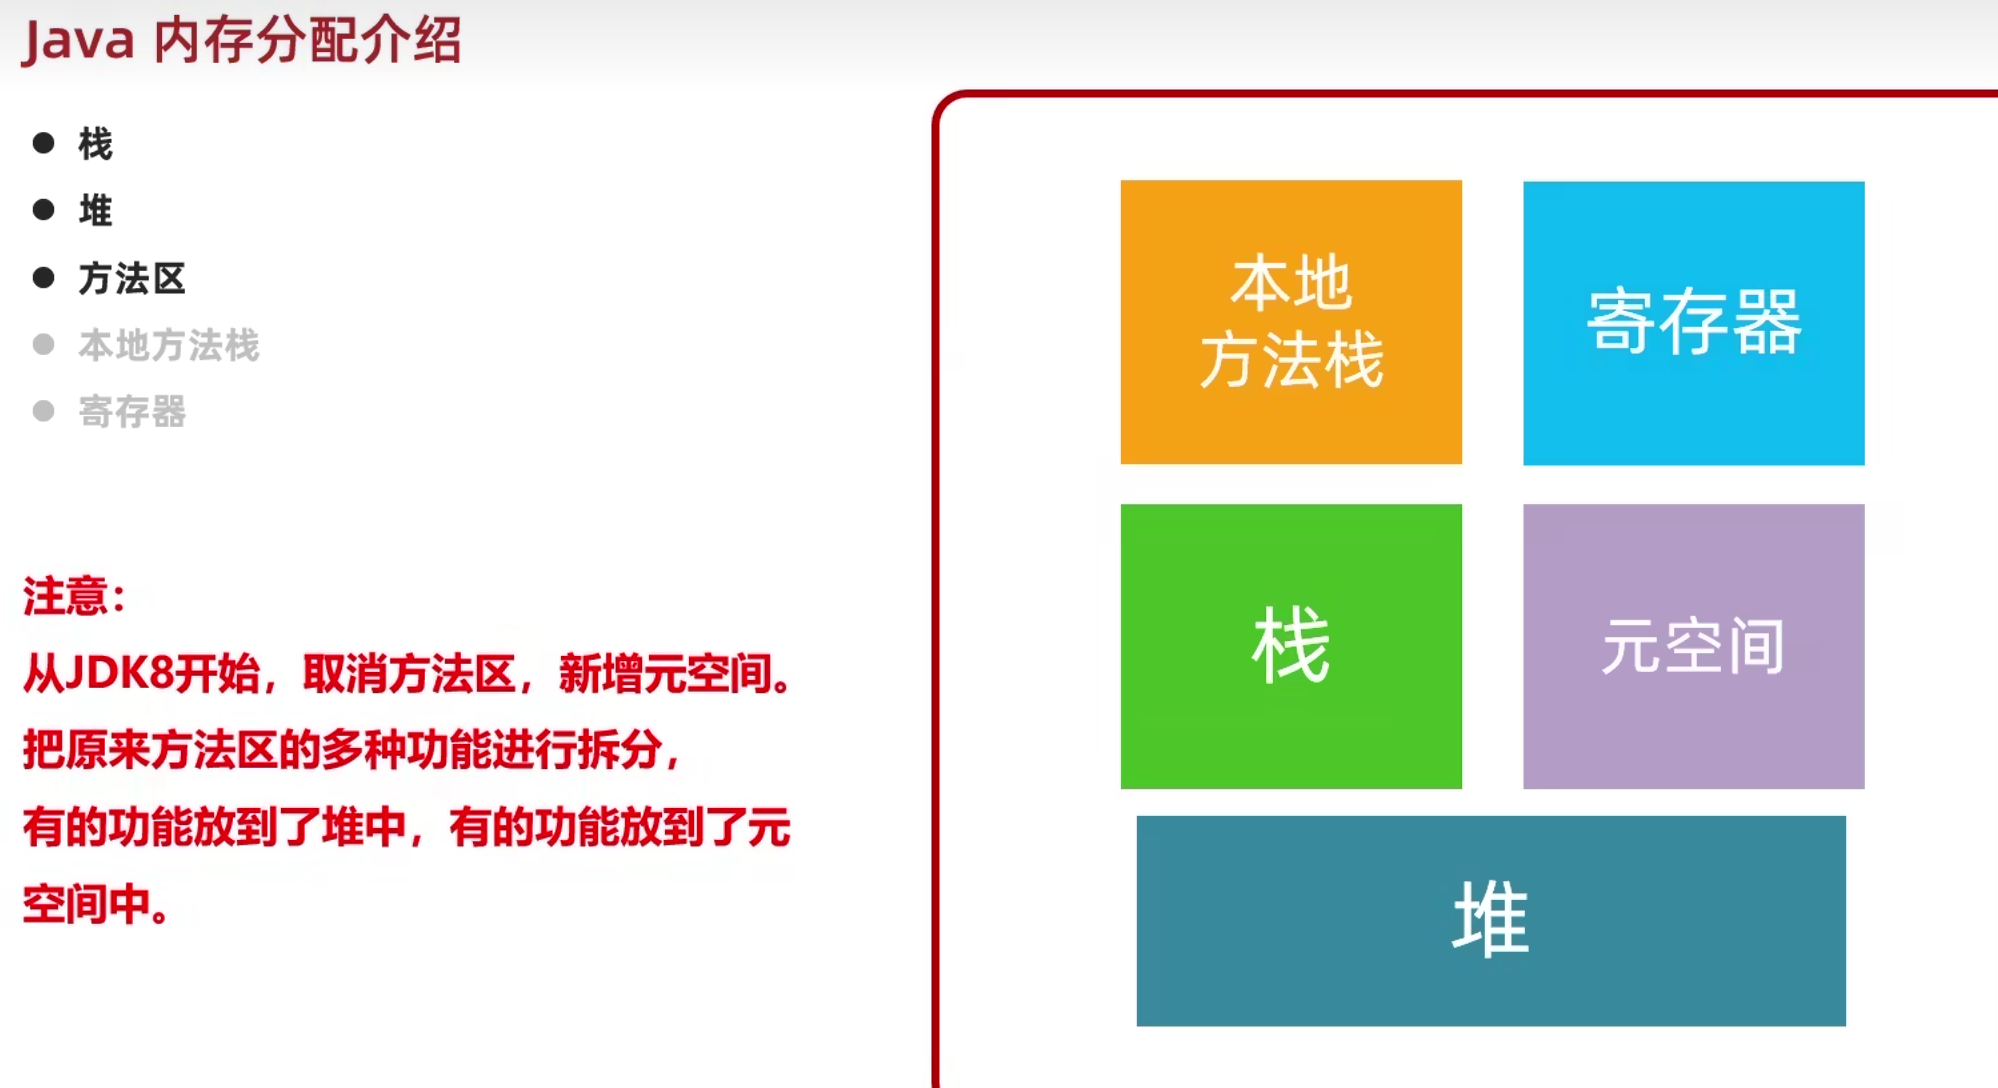 Java 内存分配介绍
栈
堆
方法区
本地方法栈
寄存器
注意：
从JDK8开始，取消方法区，新增元空间。
把原来方法区的多种功能进行拆分，
有的功能放到了堆中，有的功能放到了元
空间中。
本地
方法栈
寄存器
栈
元空间
堆